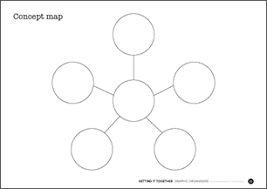 Concept map
GETTING IT TOGETHER GRAPHIC ORGANISERS